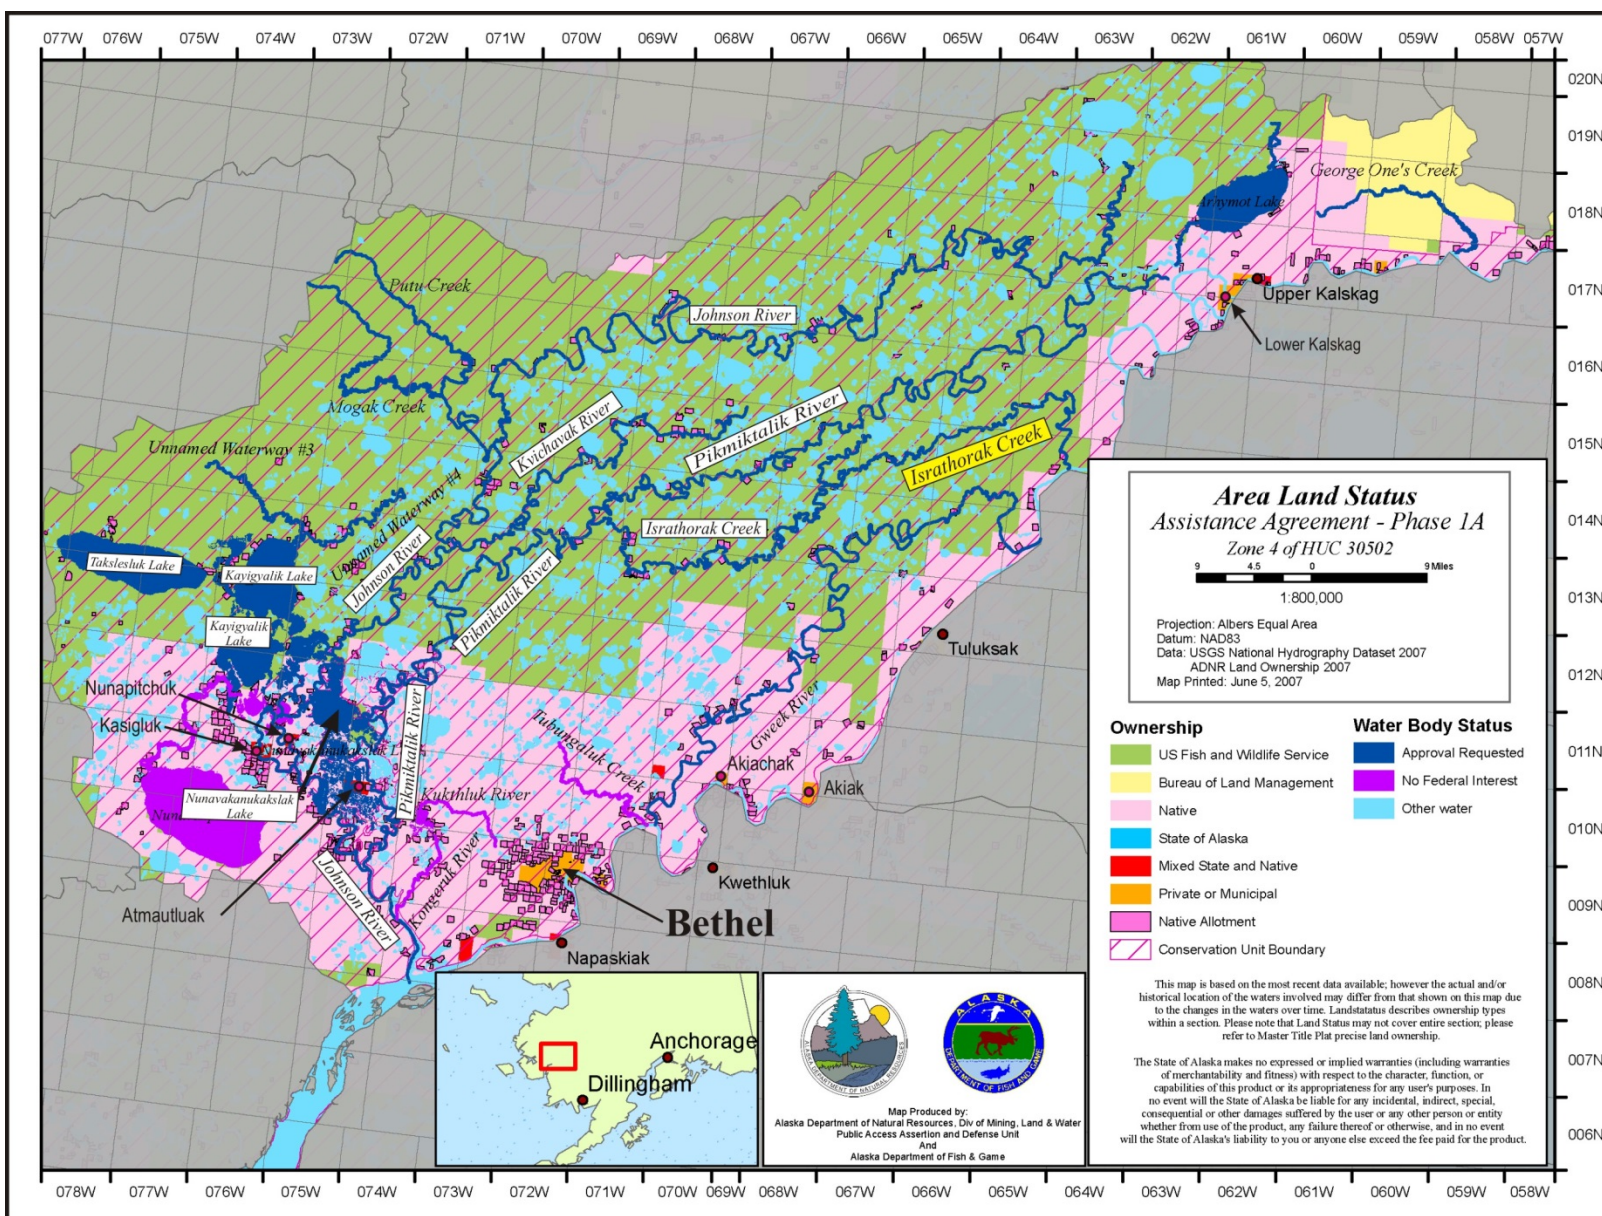 077W 076W 075W 074W 073W 072W 071W 070W 069W 068W 067W 066W 065W 064W 063W 062W 061W 060W 059W 058W 057W
020N
019N
018N
017N
016N
015N
014N
013N
012N
011N
010N
009N
008N
007N
006N
George One's Creek
Arhymot Lake
Upper Kalskag
Lower Kalskag
Putu Creek
Johnson River
Mogak Creek
Kvichavak River
Pikmiktalik River
Israthorak Creek
Unnamed Waterway #3
Unnamed Waterway #4
Israthorak Creek
Johnson River
Pikmiktalik River
Takslesluk Lake
Kayigyalik Lake
Kayigyalik
Lake
Tuluksak
Nunapitchuk
Kasigluk
Pikmiktalik River
Tubungaluk Creek
Gweek River
Akiachak
Akiak
Nunavakanukakslak
Lake
Kukthluk River
Kongeruk River
Johnson River
Kwethluk
Atmautluak
Bethel
Napaskiak
Area Land Status
Assistance Agreement - Phase 1A
Zone 4 of HUC 30502
9 4.5 0 9 Miles
1:800,000
Projection: Albers Equal Area
Datum: NAD83
Data: USGS National Hydrography Dataset 2007
ADNR Land Ownership 2007
Map Printed: June 5, 2007
Ownership
US Fish and Wildlife Service
Bureau of Land Management
Native
State of Alaska
Mixed State and Native
Private or Municipal
Native Allotment
Conservation Unit Boundary
Water Body Status
Approval Requested
No Federal Interest
Other water
This map is based on the most recent data available; however the actual and/or
historical location of the waters involved may differ from that shown on this map due
to the changes in the waters over time. Landstatatus describes ownership types
within a section. Please note that Land Status may not cover entire section; please
refer to Master Title Plat precise land ownership.
The State of Alaska makes no expressed or implied warranties (including warranties
of merchantability and fitness) with respect to the character, function, or
capabilities of this product or its appropriateness for any user's purposes. In
no event will the State of Alaska be liable for any incidental, indirect, special,
consequential or other damages suffered by the user or any other person or entity
whether from use of the product, any failure thereof or otherwise, and in no event
will the State of Alaska's liability to you or anyone else exceed the fee paid for the product.
Anchorage
Dillingham
ALASKA DEPARTMENT OF NATURAL RESOURCES
ALASKA
DEPARTMENT OF FISH AND GAME
Map Produced by:
Alaska Department of Natural Resources, Div of Mining, Land & Water
Public Access Assertion and Defense Unit
And
Alaska Department of Fish & Game
078W 077W 076W 075W 074W 073W 072W 071W 070W 069W 068W 067W 066W 065W 064W 063W 062W 061W 060W 059W 058W